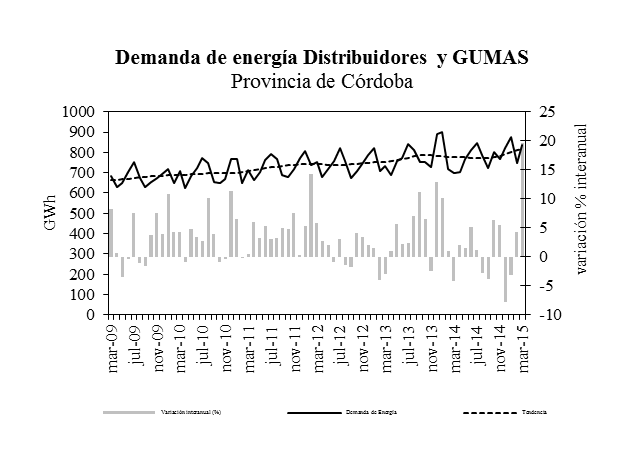 Demanda de energía Distribuidores y GUMAS
Provincia de Córdoba
GWh
1000
900
800
700
600
500
400
300
200
100
0
25
20
15
10
5
0
-5
-10
variación % interanual
mar-09
jul-09
nov-09
mar-10
jul-10
nov-10
mar-11
jul-11
nov-11
mar-12
jul-12
nov-12
mar-13
jul-13
nov-13
mar-14
jul-14
nov-14
mar-15
Variación interanual (%) Demanda de Energía Tendencia